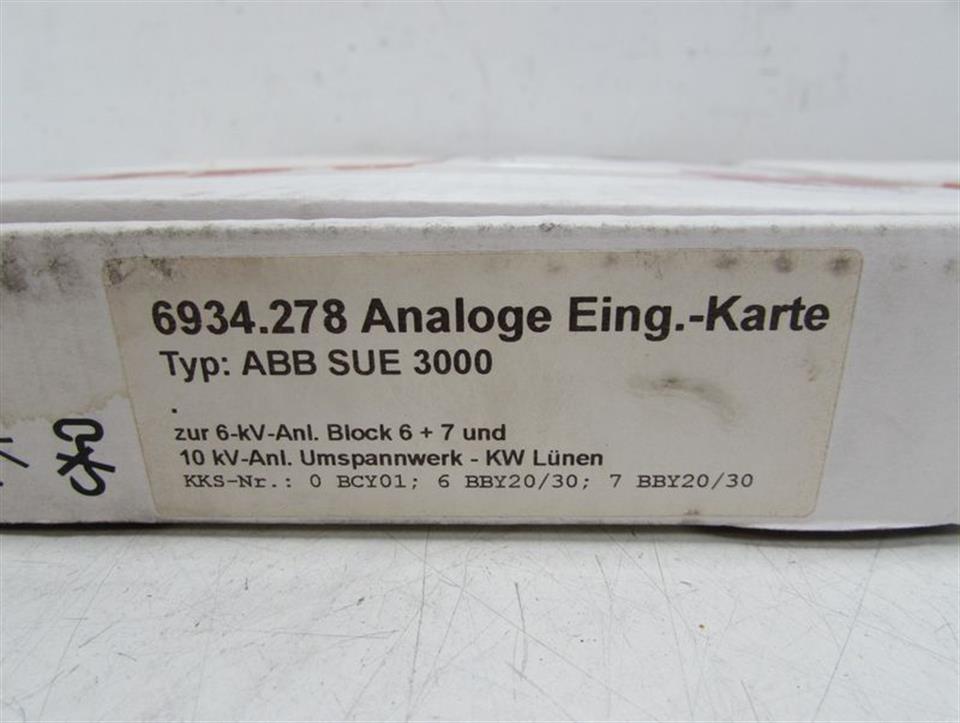 6934.278 Analoge Eing.-Karte
Typ: ABB SUE 3000
.
zur 6-kV-Anl. Block 6 + 7 und
10 kV-Anl. Umspannwerk - KW Lünen
KKS-Nr.: 0 BCY01; 6 BBY20/30; 7 BBY20/30